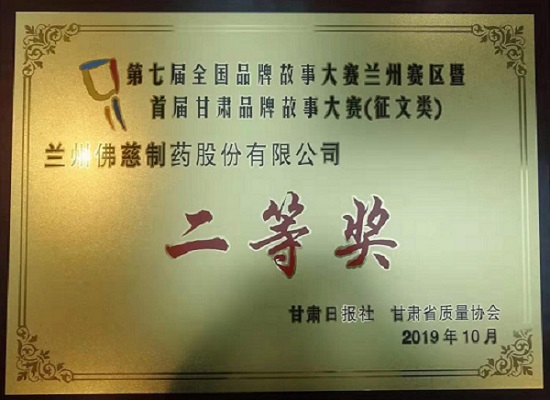 第七届全国品牌故事大赛兰州赛区暨
首届甘肃品牌故事大赛(征文类)
兰州佛慈制药股份有限公司
二等奖
甘肃日报社 甘肃省质量协会
2019年10月